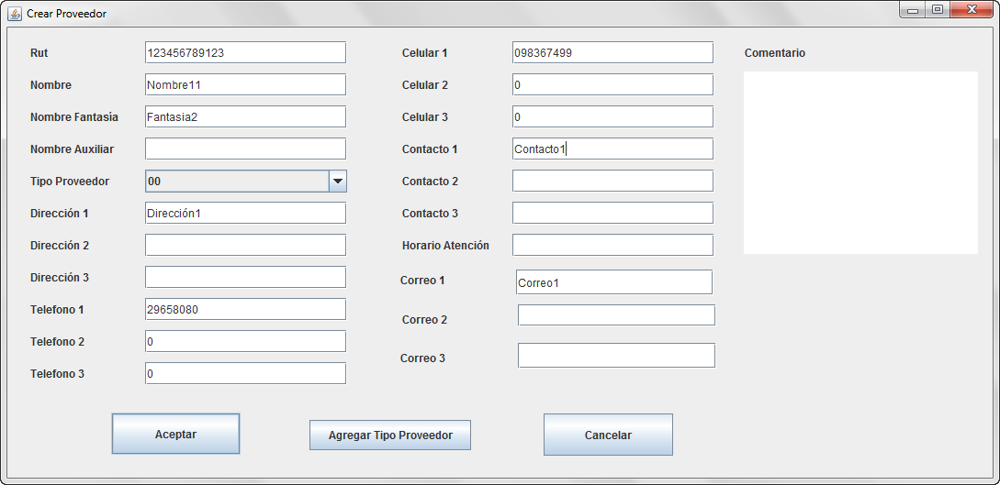 Crear Proveedor
Rut 123456789123
Nombre Nombre11
Nombre Fantasía Fantasia2
Nombre Auxiliar
Tipo Proveedor 00
Dirección 1 Dirección1
Dirección 2
Dirección 3
Telefono 1 29658080
Telefono 2 0
Telefono 3 0
Celular 1 098367499
Celular 2 0
Celular 3 0
Contacto 1 Contacto1
Contacto 2
Contacto 3
Horario Atención
Correo 1 Correo1
Correo 2
Correo 3
Comentario
Aceptar
Agregar Tipo Proveedor
Cancelar